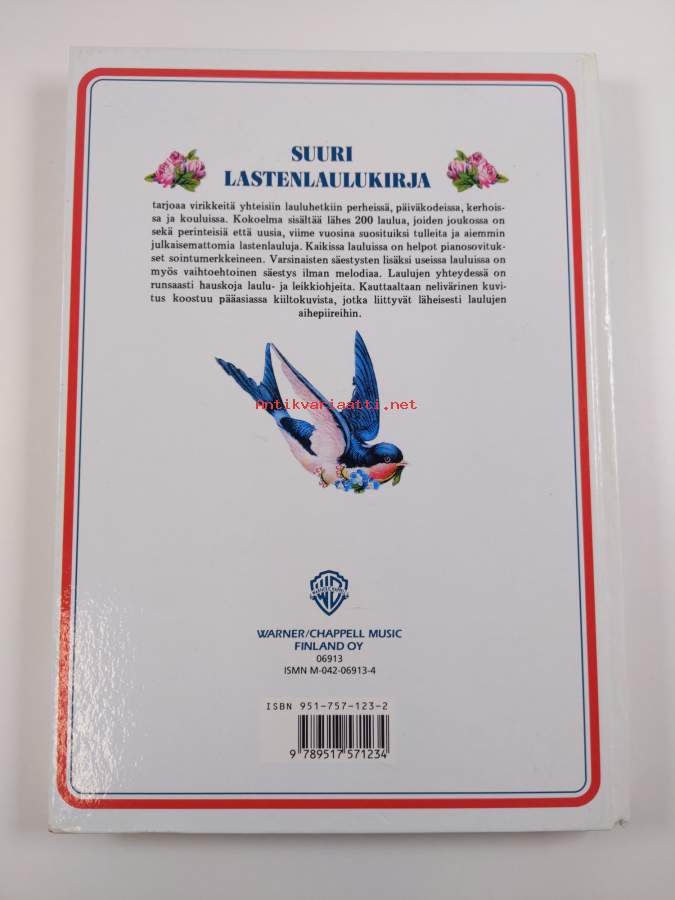 SUURI
LASTENLAULUKIRJA
tarjoaa virikkeitä yhteisiin lauluhetkiin perheissä, päiväkodeissa, kerhois-
sa ja kouluissa. Kokoelma sisältää lähes 200 laulua, joiden joukossa on
sekä perinteisiä että uusia, viime vuosina suosituiksi tulleita ja aiemmin
julkaisemattomia lastenlauluja. Kaikissa lauluissa on helpot pianosovituk-
set sointumerkkeineen. Varsinaisten säestysten lisäksi useissa lauluissa on
myös vaihtoehtoinen säestys ilman melodiaa. Laulujen yhteydessä on
runsaasti hauskoja laulu- ja leikkiohjeita. Kauttaaltaan nelivärinen kuvi-
tus koostuu pääasiassa kiiltokuvista, jotka liittyvät läheisesti laulujen
aihepiireihin.
Antikvariaatti.net
WARNER/CHAPPELL MUSIC
FINLAND OY
06913
ISMN M-042-06913-4
ISBN 951-757-123-2
9 789517 571234